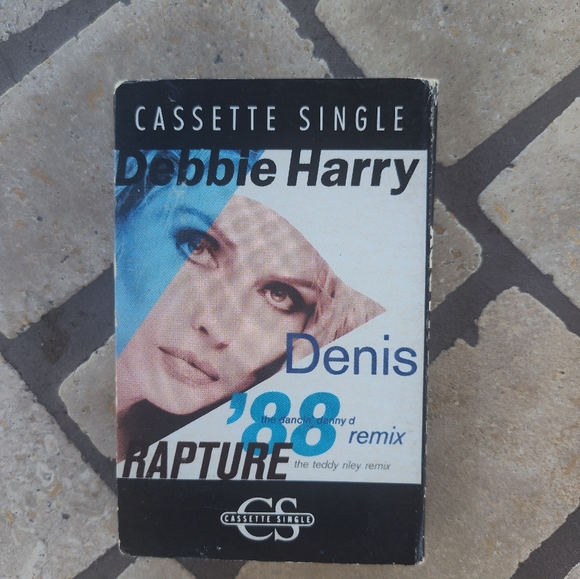 CASSETTE SINGLE
Debbie Harry
Denis
'88
the dancin' danny d
remix
RAPTURE the teddy riley remix
CS
CASSETTE SINGLE